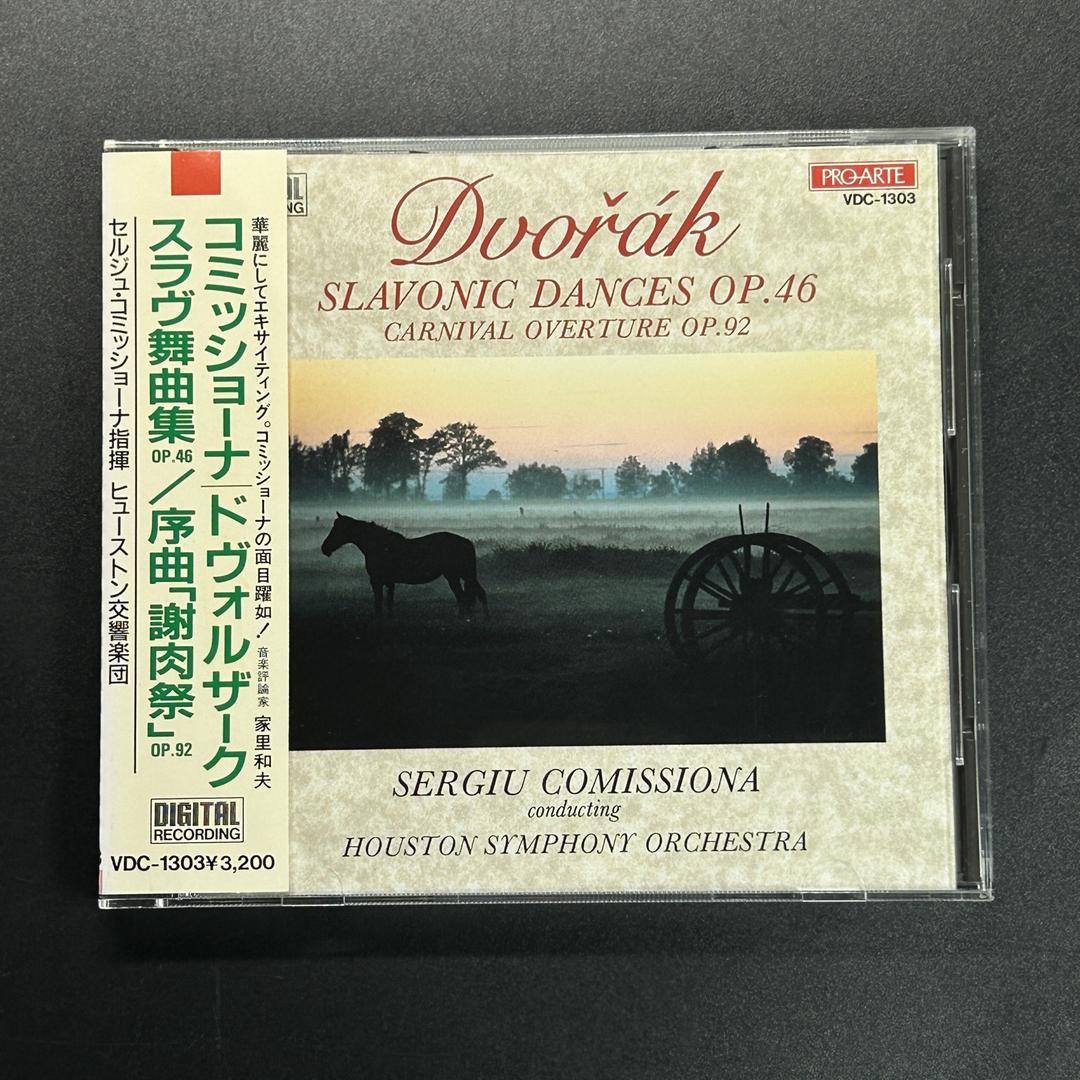 華麗にしてエキサイティング。コミッショーナの面目躍如! 音楽評論家 家里和夫
コミッショーナ|ドヴォルザーク
スラヴ舞曲集OP.46/序曲「謝肉祭」OP.92
セルジュ・コミッショーナ指揮 ヒューストン交響楽団
DIGITAL
RECORDING
VDC-1303¥3,200
PRO-ARTE
VDC-1303
Dvořák
SLAVONIC DANCES OP.46
CARNIVAL OVERTURE OP.92
SERGIU COMISSIONA
conducting
HOUSTON SYMPHONY ORCHESTRA